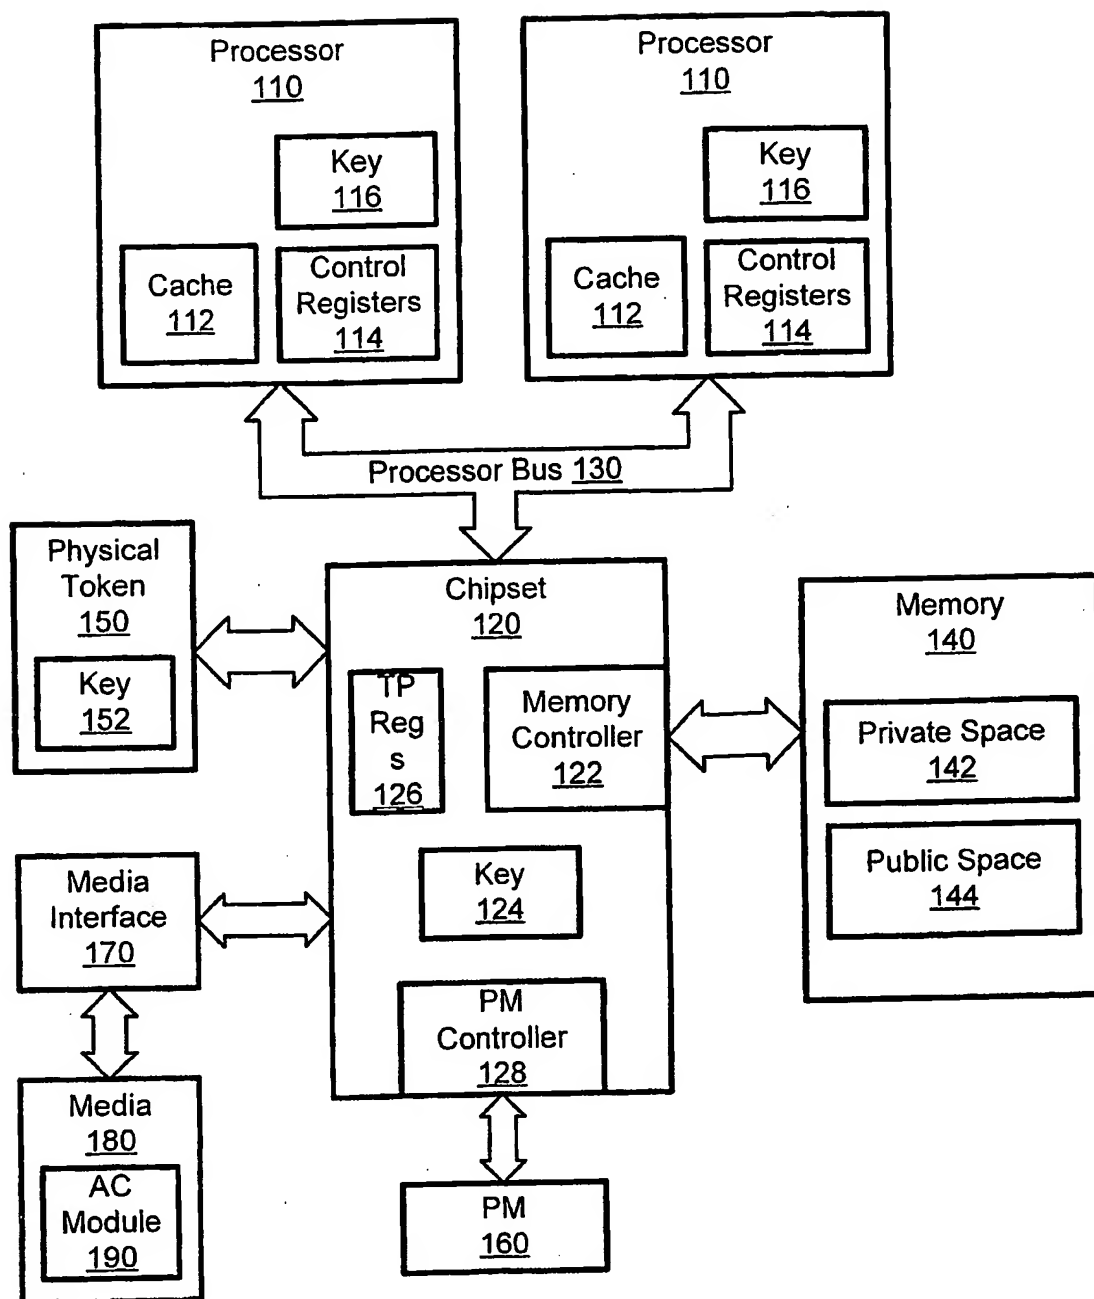 Processor
110
Key
116
Cache
112
Control
Registers
114
Processor
110
Key
116
Cache
112
Control
Registers
114
Processor Bus 130
Physical
Token
150
Key
152
Chipset
120
TP
Reg
s
126
Memory
Controller
122
Key
124
PM
Controller
128
Memory
140
Private Space
142
Public Space
144
Media
Interface
170
Media
180
AC
Module
190
PM
160